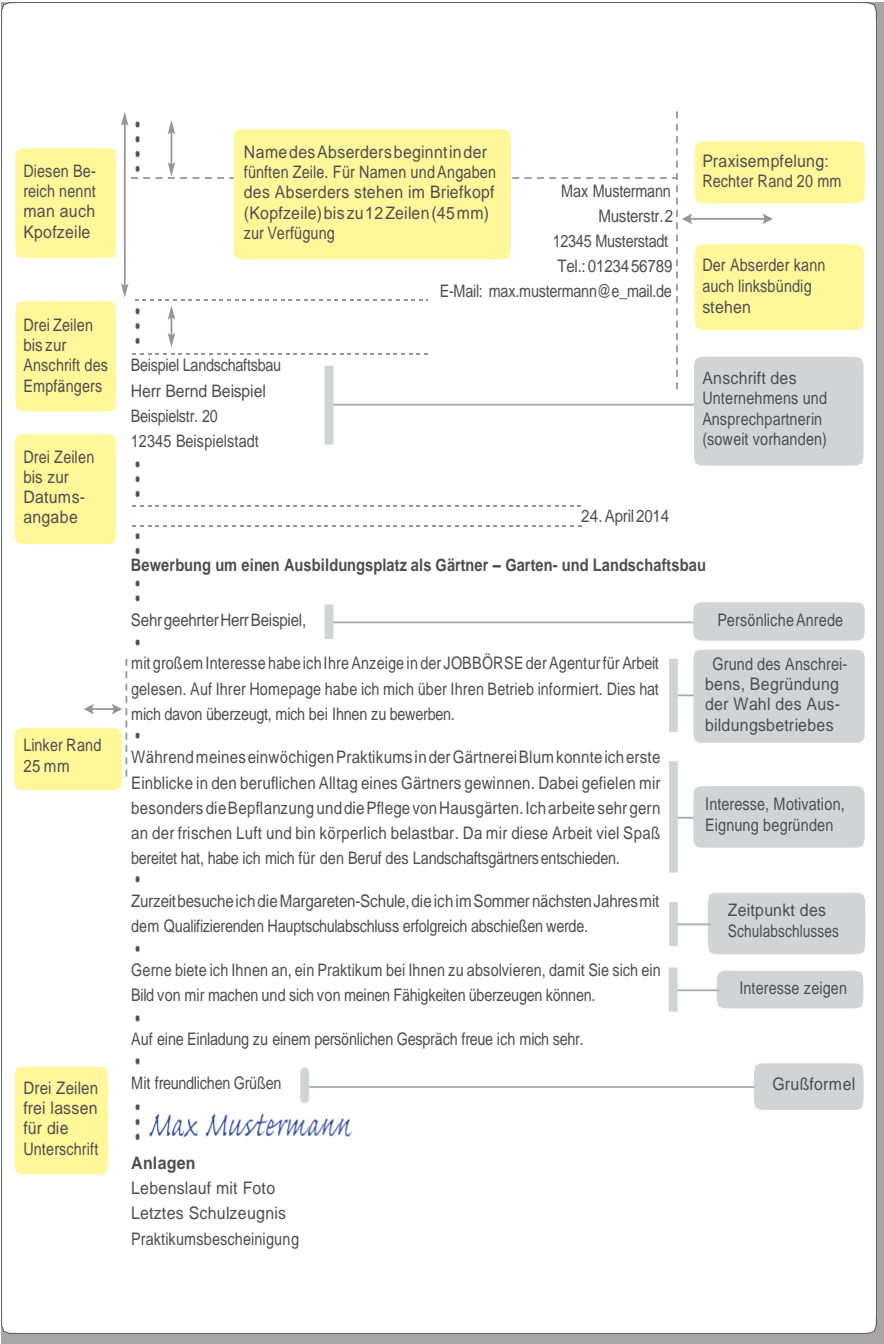 Diesen Be-
reich nennt
man auch
Kpofzeile
Name des Abserders beginnt in der
fünften Zeile. Für Namen und Angaben
des Abserders stehen im Briefkopf
(Kopfzeile) bis zu 12 Zeilen (45 mm)
zur Verfügung
Praxisempfelung:
Rechter Rand 20 mm
Max Mustermann
Musterstr. 2
12345 Musterstadt
Tel.: 0123456789
E-Mail: max.mustermann@e_mail.de
Der Abserder kann
auch linksbündig
stehen
Drei Zeilen
bis zur
Anschrift des
Empfängers
Beispiel Landschaftsbau
Herr Bernd Beispiel
Beispielstr. 20
12345 Beispielstadt
Anschrift des
Unternehmens und
Ansprechpartnerin
(soweit vorhanden)
Drei Zeilen
bis zur
Datums-
angabe
24. April 2014
Bewerbung um einen Ausbildungsplatz als Gärtner – Garten- und Landschaftsbau
Sehr geehrter Herr Beispiel,
Persönliche Anrede
mit großem Interesse habe ich Ihre Anzeige in der JOBBÖRSE der Agentur für Arbeit
gelesen. Auf Ihrer Homepage habe ich mich über Ihren Betrieb informiert. Dies hat
mich davon überzeugt, mich bei Ihnen zu bewerben.
Grund des Anschrei-
bens, Begründung
der Wahl des Aus-
bildungsbetriebes
Linker Rand
25 mm
Während meines einwöchigen Praktikums in der Gärtnerei Blum konnte ich erste
Einblicke in den beruflichen Alltag eines Gärtners gewinnen. Dabei gefielen mir
besonders die Bepflanzung und die Pflege von Hausgärten. Ich arbeite sehr gern
an der frischen Luft und bin körperlich belastbar. Da mir diese Arbeit viel Spaß
bereitet hat, habe ich mich für den Beruf des Landschaftsgärtners entschieden.
Interesse, Motivation,
Eignung begründen
Zurzeit besuche ich die Margareten-Schule, die ich im Sommer nächsten Jahres mit
dem Qualifizierenden Hauptschulabschluss erfolgreich abschießen werde.
Zeitpunkt des
Schulabschlusses
Gerne biete ich Ihnen an, ein Praktikum bei Ihnen zu absolvieren, damit Sie sich ein
Bild von mir machen und sich von meinen Fähigkeiten überzeugen können.
Interesse zeigen
Auf eine Einladung zu einem persönlichen Gespräch freue ich mich sehr.
Mit freundlichen Grüßen
Grußformel
Drei Zeilen
frei lassen
für die
Unterschrift
Max Mustermann
Anlagen
Lebenslauf mit Foto
Letztes Schulzeugnis
Praktikumsbescheinigung